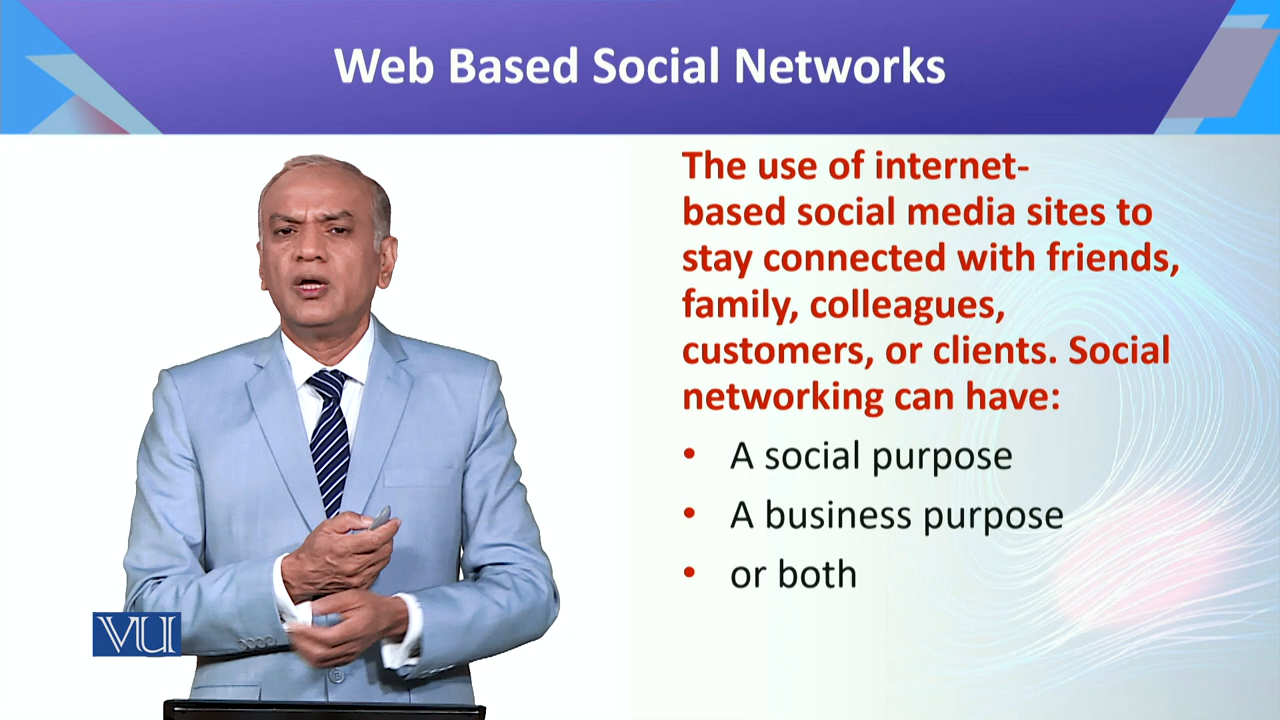 Web Based Social Networks
The use of internet-
based social media sites to
stay connected with friends,
family, colleagues,
customers, or clients. Social
networking can have:
• A social purpose
• A business purpose
• or both
VU